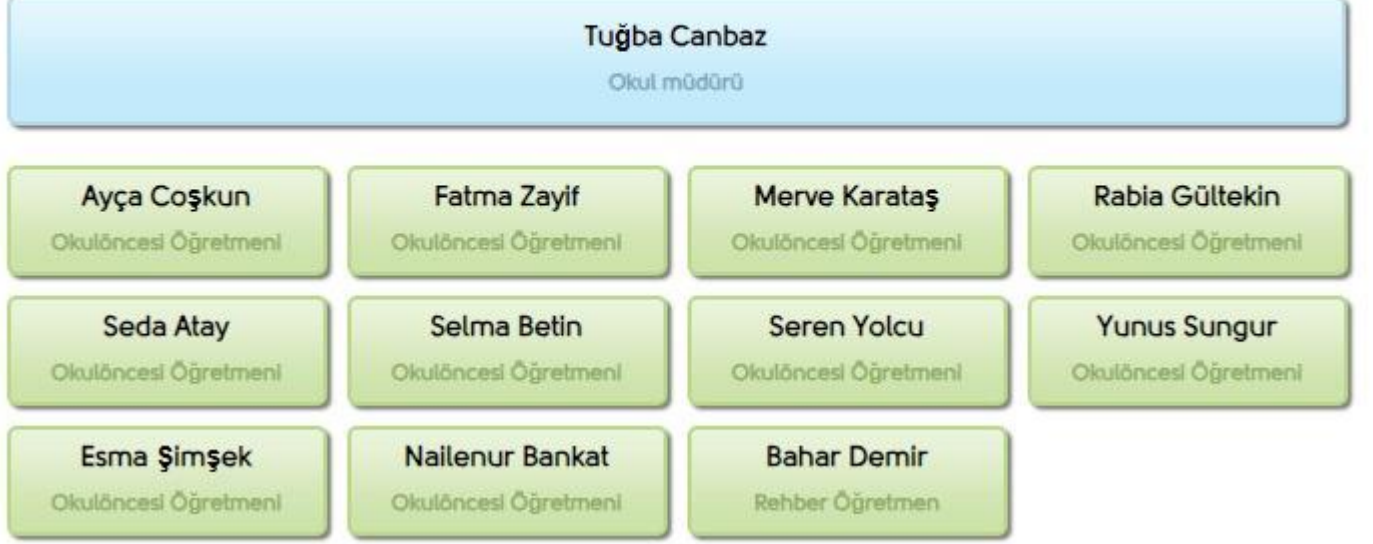 Tuğba Canbaz
Okul müdürü
Ayça Coşkun
Okulöncesi Öğretmeni
Fatma Zayif
Okulöncesi Öğretmeni
Merve Karataş
Okulöncesi Öğretmeni
Rabia Gültekin
Okulöncesi Öğretmeni
Seda Atay
Okulöncesi Öğretmeni
Selma Betin
Okulöncesi Öğretmeni
Seren Yolcu
Okulöncesi Öğretmeni
Yunus Sungur
Okulöncesi Öğretmeni
Esma Şimşek
Okulöncesi Öğretmeni
Nailenur Bankat
Okulöncesi Öğretmeni
Bahar Demir
Rehber Öğretmen